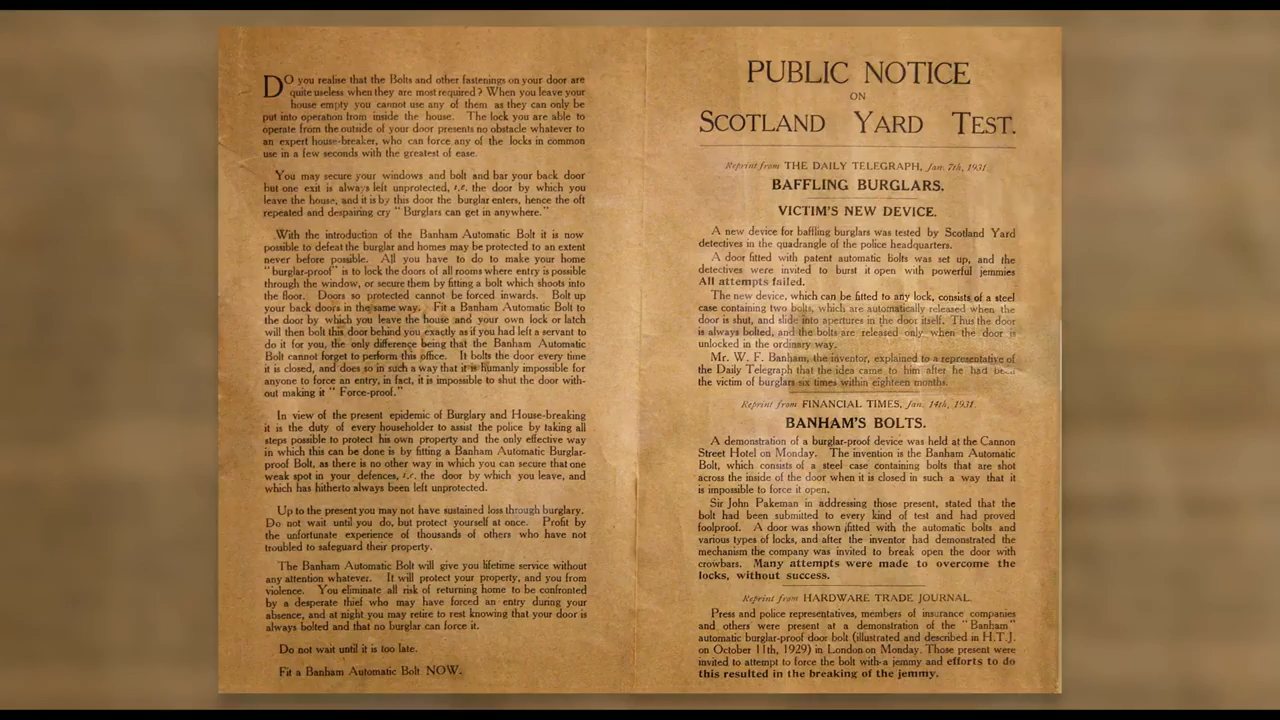 DO you realise that the Bolts and other fastenings on your door are
quite useless when they are most required? When you leave your
house empty you cannot use any of them as they can only be
put into operation from inside the house. The lock you are able to
operate from the outside of your door presents no obstacle whatever to
an expert house-breaker, who can force any of the locks in common
use in a few seconds with the greatest of ease.
You may secure your windows and bolt and bar your back door
but one exit is always left unprotected, i.e. the door by which you
leave the house, and it is by this door the burglar enters, hence the oft
repeated and despairing cry "Burglars can get in anywhere."
With the introduction of the Banham Automatic Bolt it is now
possible to defeat the burglar and homes may be protected to an extent
never before possible. All you have to do to make your home
"burglar-proof" is to lock the doors of all rooms where entry is possible
through the window, or secure them by fitting a bolt which shoots into
the floor. Doors so protected cannot be forced inwards. Bolt up
your back doors in the same way. Fit a Banham Automatic Bolt to
the door by which you leave the house and your own lock or latch
will then bolt this door behind you exactly as if you had left a servant to
do it for you, the only difference being that the Banham Automatic
Bolt cannot forget to perform this office. It bolts the door every time
it is closed, and does so in such a way that it is humanly impossible for
anyone to force an entry, in fact, it is impossible to shut the door with-
out making it "Force-proof."
In view of the present epidemic of Burglary and House-breaking
it is the duty of every householder to assist the police by taking all
steps possible to protect his own property and the only effective way
in which this can be done is by fitting a Banham Automatic Burglar-
proof Bolt, as there is no other way in which you can secure that one
weak spot in your defences, i.e. the door by which you leave, and
which has hitherto always been left unprotected.
Up to the present you may not have sustained loss through burglary.
Do not wait until you do, but protect yourself at once. Profit by
the unfortunate experience of thousands of others who have not
troubled to safeguard their property.
The Banham Automatic Bolt will give you lifetime service without
any attention whatever. It will protect your property, and you from
violence. You eliminate all risk of returning home to be confronted
by a desperate thief who may have forced an entry during your
absence, and at night you may retire to rest knowing that your door is
always bolted and that no burglar can force it.
Do not wait until it is too late.
Fit a Banham Automatic Bolt NOW.
PUBLIC NOTICE
ON
SCOTLAND YARD TEST.
Reprint from THE DAILY TELEGRAPH, Jan. 7th, 1931.
BAFFLING BURGLARS.
VICTIM'S NEW DEVICE.
A new device for baffling burglars was tested by Scotland Yard
detectives in the quadrangle of the police headquarters.
A door fitted with patent automatic bolts was set up, and the
detectives were invited to burst it open with powerful jemmies
All attempts failed.
The new device, which can be fitted to any lock, consists of a steel
case containing two bolts, which are automatically released when the
door is shut, and slide into apertures in the door itself. Thus the door
is always bolted, and the bolts are released only when the door is
unlocked in the ordinary way.
Mr. W. F. Banham, the inventor, explained to a representative of
the Daily Telegraph that the idea came to him after he had been
the victim of burglars six times within eighteen months.
Reprint from FINANCIAL TIMES, Jan. 14th, 1931.
BANHAM'S BOLTS.
A demonstration of a burglar-proof device was held at the Cannon
Street Hotel on Monday. The invention is the Banham Automatic
Bolt, which consists of a steel case containing bolts that are shot
across the inside of the door when it is closed in such a way that it
is impossible to force it open.
Sir John Pakeman in addressing those present, stated that the
bolt had been submitted to every kind of test and had proved
foolproof. A door was shown fitted with the automatic bolts and
various types of locks, and after the inventor had demonstrated the
mechanism the company was invited to break open the door with
crowbars. Many attempts were made to overcome the
locks, without success.
Reprint from HARDWARE TRADE JOURNAL.
Press and police representatives, members of insurance companies
and others were present at a demonstration of the "Banham"
automatic burglar-proof door bolt (illustrated and described in H.T.J.
on October 11th, 1929) in London on Monday. Those present were
invited to attempt to force the bolt with a jemmy and efforts to do
this resulted in the breaking of the jemmy.